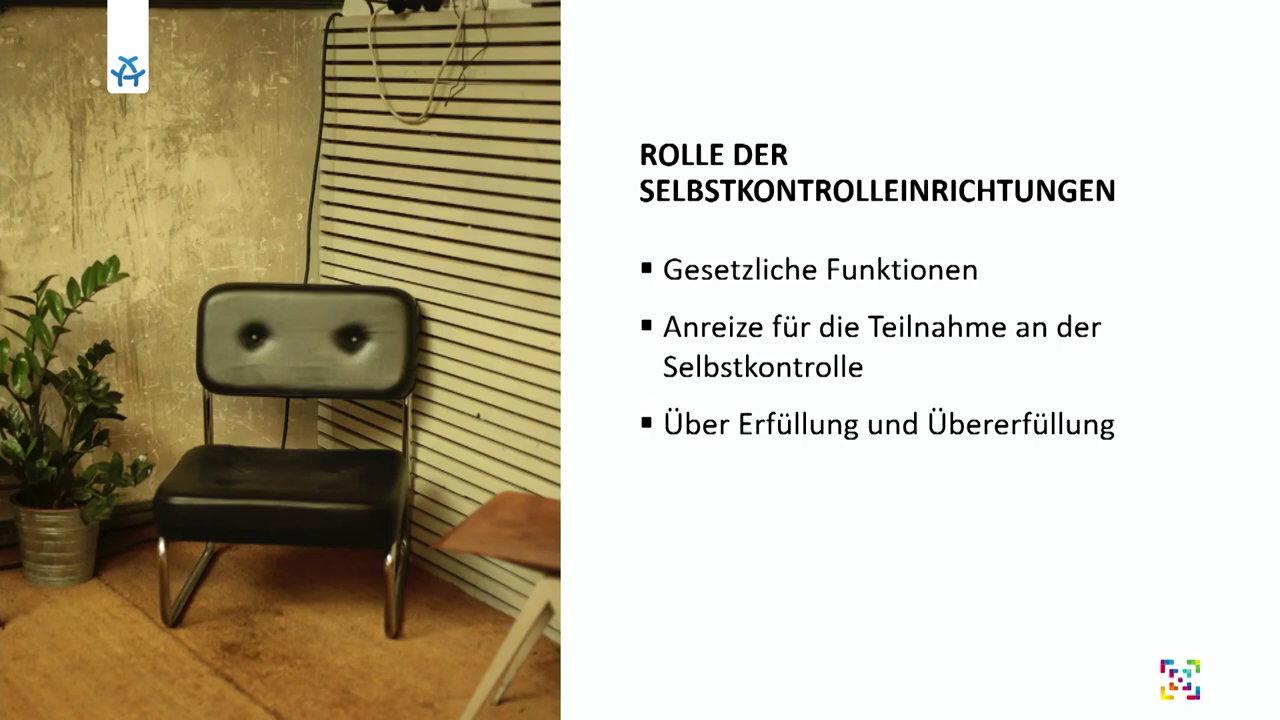 ROLLE DER
SELBSTKONTROLLEINRICHTUNGEN
▪ Gesetzliche Funktionen
▪ Anreize für die Teilnahme an der
Selbstkontrolle
▪ Über Erfüllung und Übererfüllung